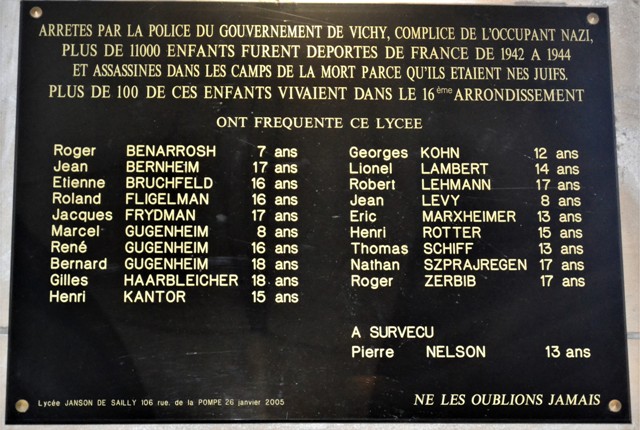 ARRETES PAR LA POLICE DU GOUVERNEMENT DE VICHY, COMPLICE DE L'OCCUPANT NAZI,
PLUS DE 11000 ENFANTS FURENT DEPORTES DE FRANCE DE 1942 A 1944
ET ASSASSINES DANS LES CAMPS DE LA MORT PARCE QU'ILS ETAIENT NES JUIFS.
PLUS DE 100 DE CES ENFANTS VIVAIENT DANS LE 16ème ARRONDISSEMENT
ONT FREQUENTE CE LYCEE
Roger BENARROSH 7 ans
Jean BERNHEIM 17 ans
Etienne BRUCHFELD 16 ans
Roland FLIGELMAN 16 ans
Jacques FRYDMAN 17 ans
Marcel GUGENHEIM 8 ans
René GUGENHEIM 16 ans
Bernard GUGENHEIM 18 ans
Gilles HAARBLEICHER 18 ans
Henri KANTOR 15 ans
Georges KOHN 12 ans
Lionel LAMBERT 14 ans
Robert LEHMANN 17 ans
Jean LEVY 8 ans
Eric MARXHEIMER 13 ans
Henri ROTTER 15 ans
Thomas SCHIFF 13 ans
Nathan SZPRAJREGEN 17 ans
Roger ZERBIB 17 ans
A SURVECU
Pierre NELSON 13 ans
Lycée JANSON DE SAILLY 106 rue. de la POMPE 26 janvier 2005
NE LES OUBLIONS JAMAIS